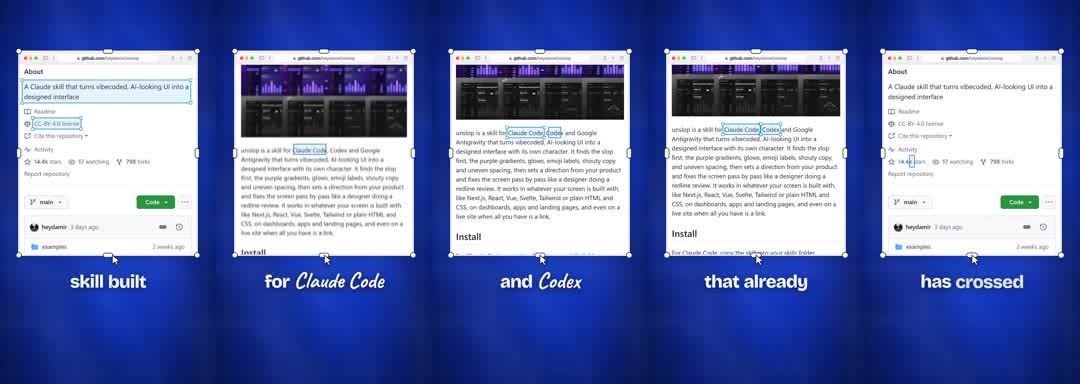 github.com/heydamir/unslop
About
A Claude skill that turns vibecoded, AI-looking UI into a
designed interface
Readme
CC-BY-4.0 license
Cite this repository
Activity
14.4k stars 17 watching 798 forks
Report repository
main
Code
heydamir 3 days ago
examples 2 weeks ago
skill built
unslop is a skill for Claude Code, Codex and Google
Antigravity that turns vibecoded, AI-looking UI into a
designed interface with its own character. It finds the slop
first, the purple gradients, glows, emoji labels, shouty copy
and uneven spacing, then sets a direction from your product
and fixes the screen pass by pass like a designer doing a
redline review. It works in whatever your screen is built with,
like Next.js, React, Vue, Svelte, Tailwind or plain HTML and
CSS, on dashboards, apps and landing pages, and even on a
live site when all you have is a link.
Install
for Claude Code
unslop is a skill for Claude Code, Codex and Google
Antigravity that turns vibecoded, AI-looking UI into a
designed interface with its own character. It finds the slop
first, the purple gradients, glows, emoji labels, shouty copy
and uneven spacing, then sets a direction from your product
and fixes the screen pass by pass like a designer doing a
redline review. It works in whatever your screen is built with,
like Next.js, React, Vue, Svelte, Tailwind or plain HTML and
CSS, on dashboards, apps and landing pages, and even on a
live site when all you have is a link.
Install
and Codex
unslop is a skill for Claude Code, Codex and Google
Antigravity that turns vibecoded, AI-looking UI into a
designed interface with its own character. It finds the slop
first, the purple gradients, glows, emoji labels, shouty copy
and uneven spacing, then sets a direction from your product
and fixes the screen pass by pass like a designer doing a
redline review. It works in whatever your screen is built with,
like Next.js, React, Vue, Svelte, Tailwind or plain HTML and
CSS, on dashboards, apps and landing pages, and even on a
live site when all you have is a link.
Install
For Claude Code, copy the skill into your skills folder
that already
About
A Claude skill that turns vibecoded, AI-looking UI into a
designed interface
Readme
CC-BY-4.0 license
Cite this repository
Activity
14.4k stars 17 watching 798 forks
Report repository
main
Code
heydamir 3 days ago
examples 2 weeks ago
has crossed